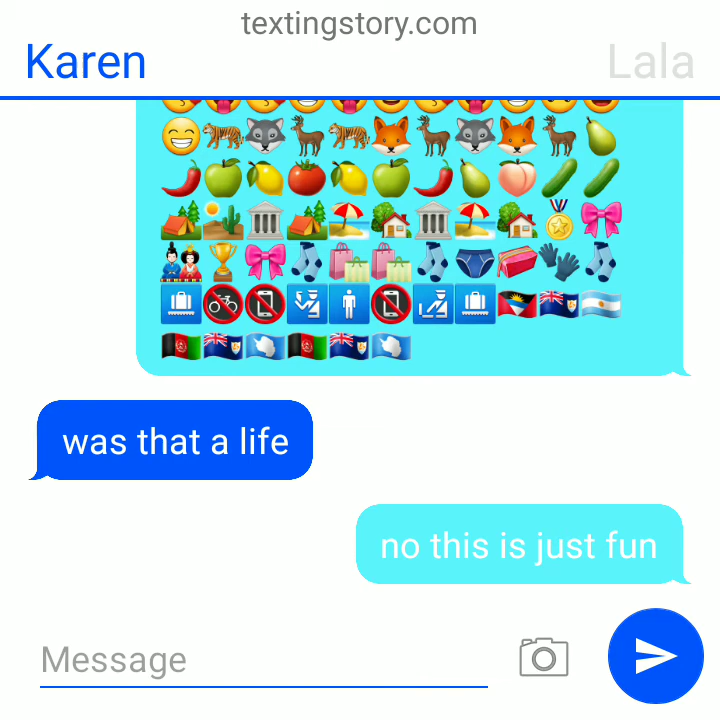 textingstory.com
Karen
Lala
was that a life
no this is just fun
Message